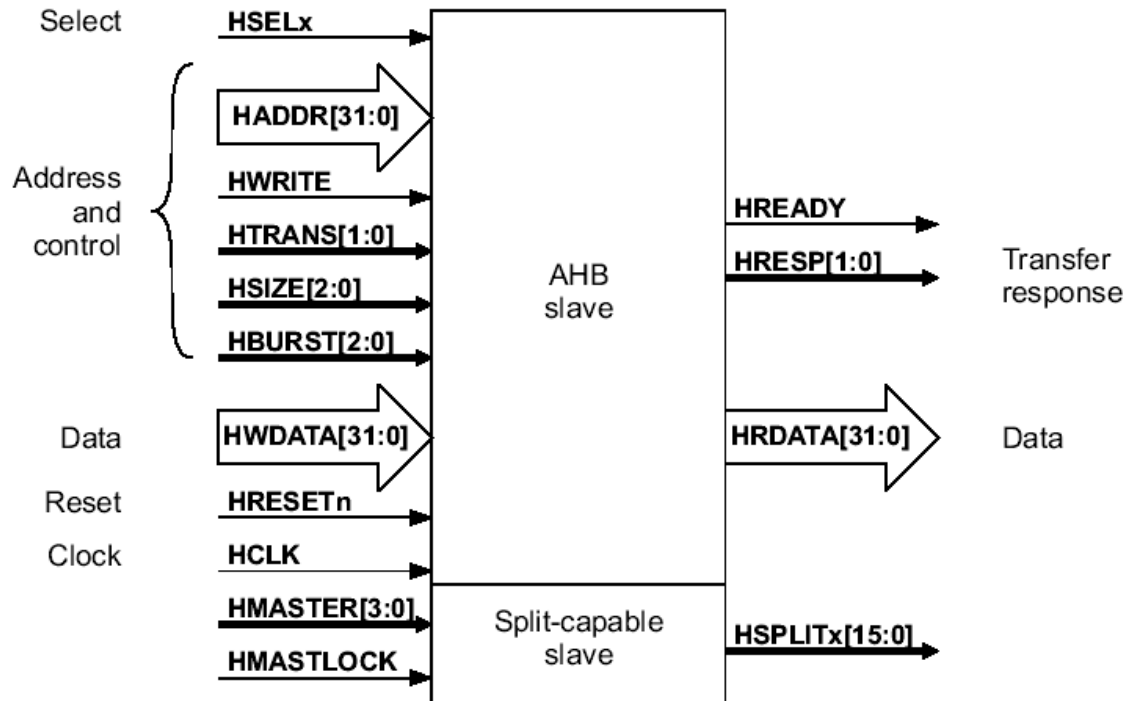 Select
HSELx
HADDR[31:0]
Address
and
control
HWRITE
HTRANS[1:0]
HSIZE[2:0]
HBURST[2:0]
Data
HWDATA[31:0]
Reset
HRESETn
Clock
HCLK
HMASTER[3:0]
HMASTLOCK
AHB
slave
Split-capable
slave
HREADY
HRESP[1:0]
Transfer
response
HRDATA[31:0]
Data
HSPLITx[15:0]